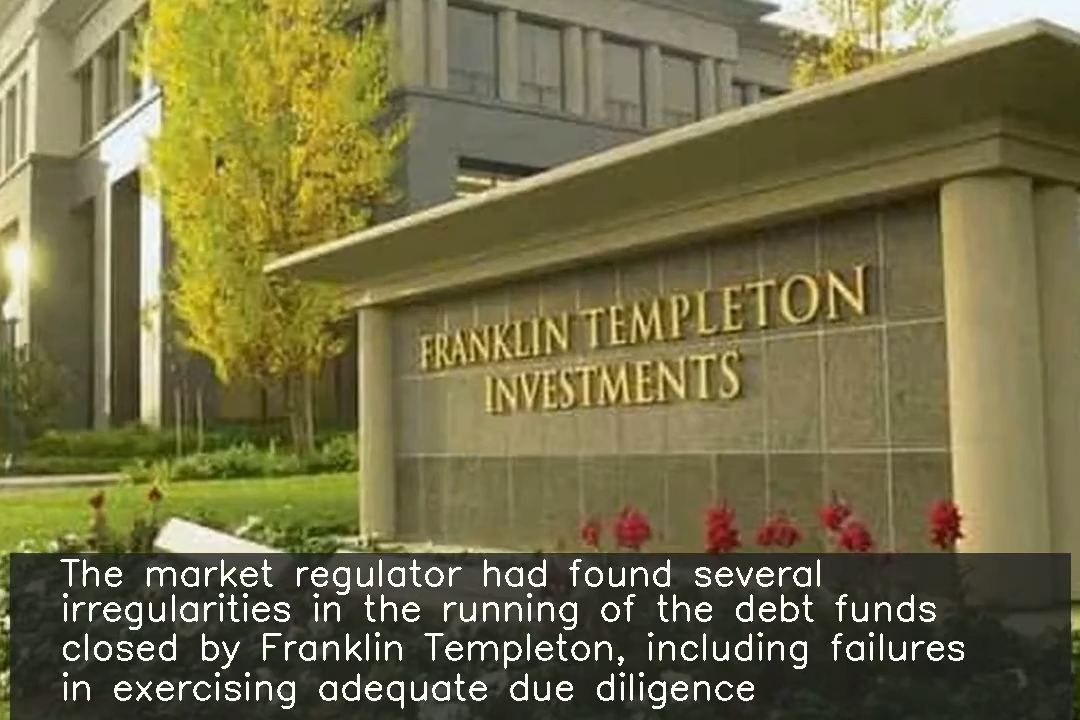 FRANKLIN TEMPLETON
INVESTMENTS
The market regulator had found several
irregularities in the running of the debt funds
closed by Franklin Templeton, including failures
in exercising adequate due diligence